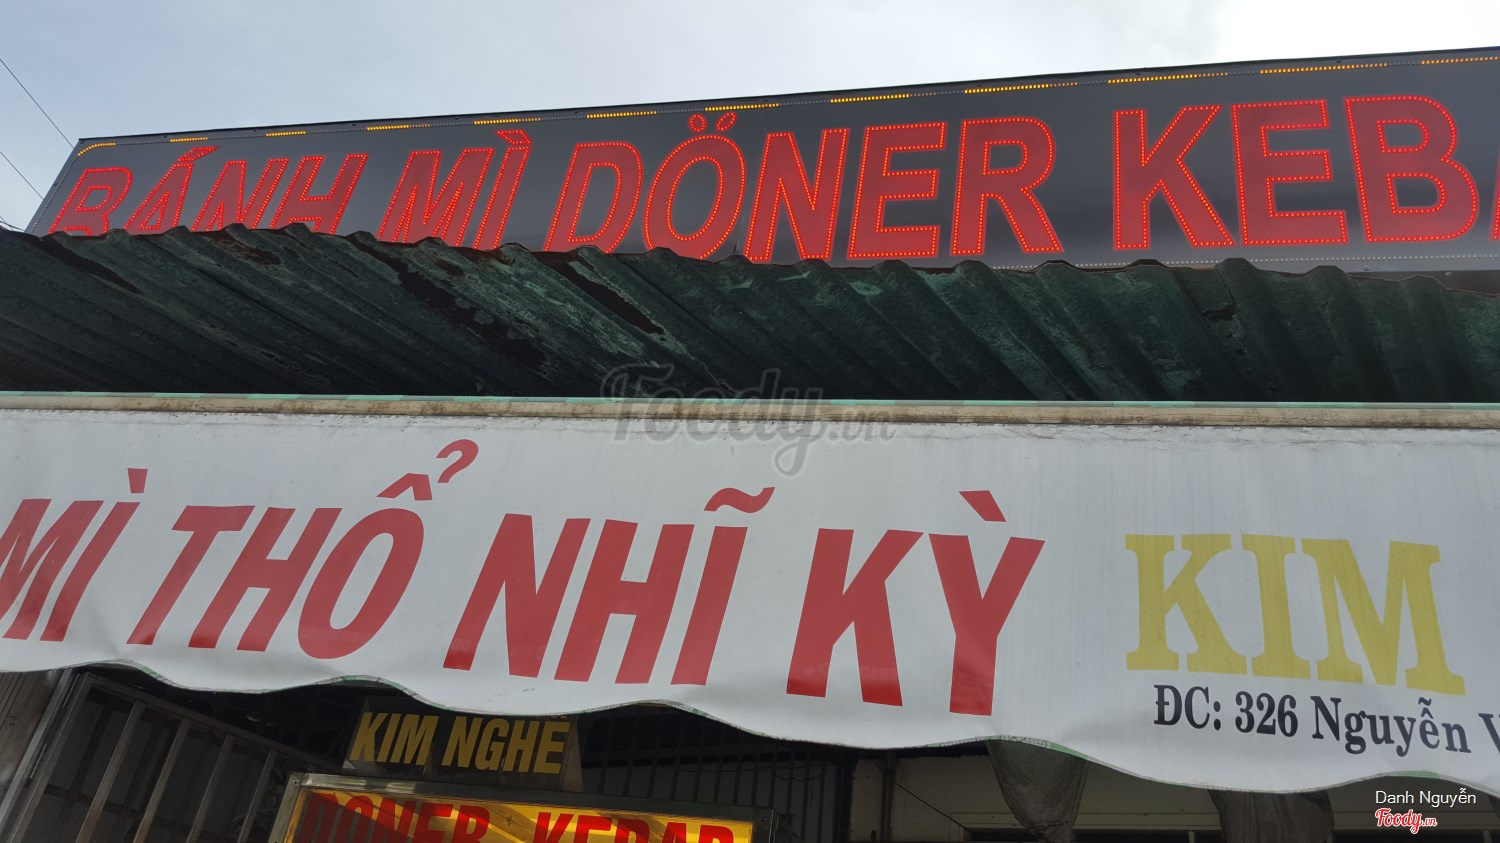 BÁNH MÌ DÖNER KEB
Foody.vn
MÌ THỔ NHĨ KỲ
KIM
ĐC: 326 Nguyễn V
KIM NGHE
DONER KEBAB
Danh Nguyễn
Foody.vn